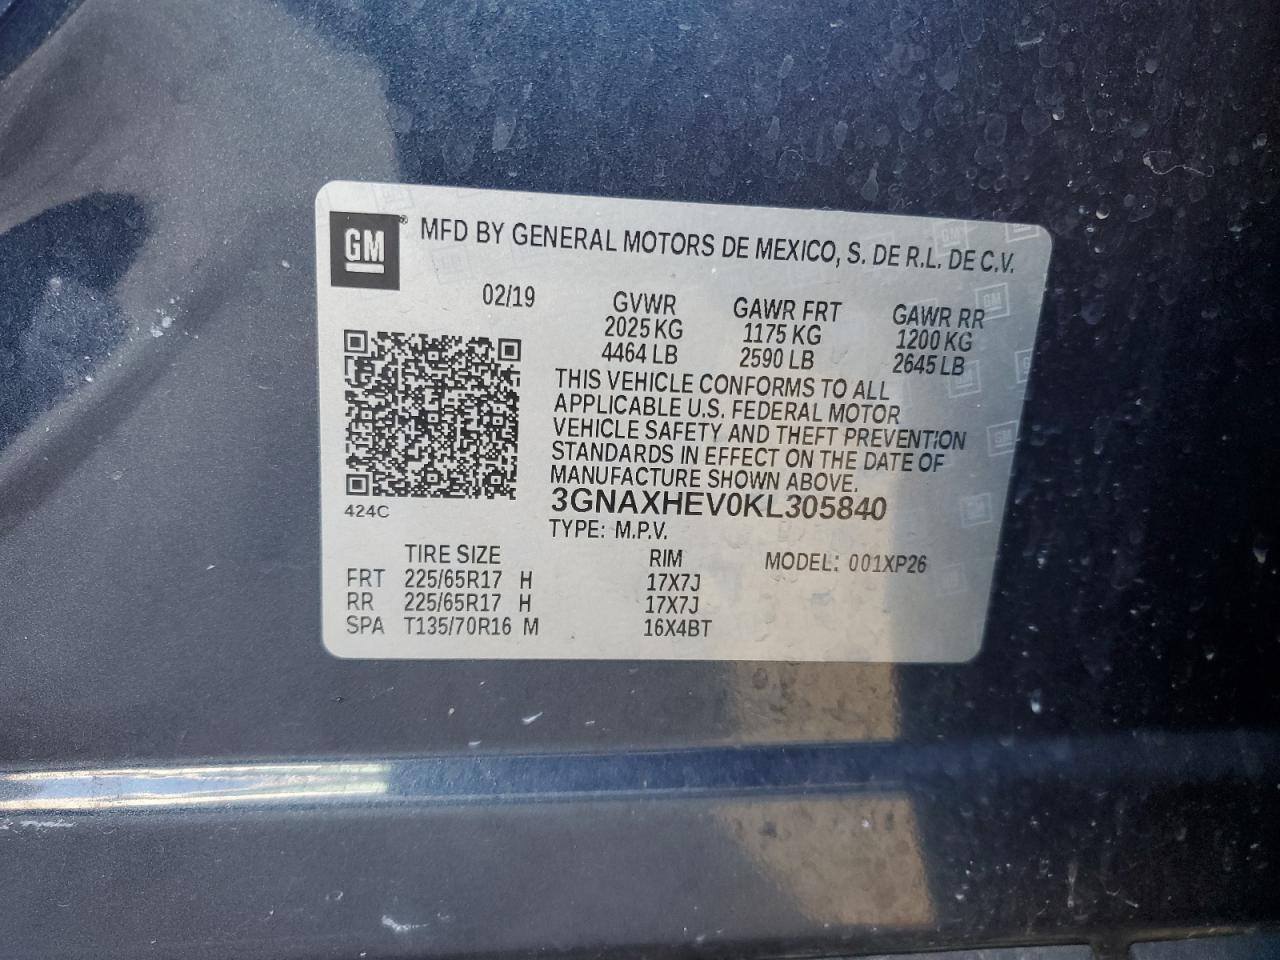 GM® MFD BY GENERAL MOTORS DE MEXICO, S. DE R.L. DE C.V.
02/19 GVWR GAWR FRT GAWR RR
2025 KG 1175 KG 1200 KG
4464 LB 2590 LB 2645 LB
THIS VEHICLE CONFORMS TO ALL
APPLICABLE U.S. FEDERAL MOTOR
VEHICLE SAFETY AND THEFT PREVENTION
STANDARDS IN EFFECT ON THE DATE OF
MANUFACTURE SHOWN ABOVE.
3GNAXHEV0KL305840
424C
TYPE: M.P.V.
TIRE SIZE RIM MODEL: 001XP26
FRT 225/65R17 H 17X7J
RR 225/65R17 H 17X7J
SPA T135/70R16 M 16X4BT